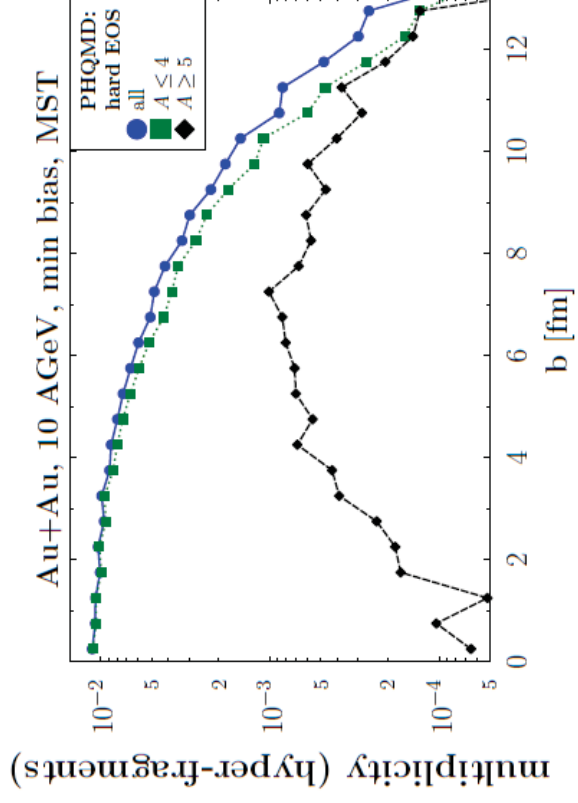 Au+Au, 10 AGeV, min bias, MST
PHQMD:
hard EOS
all
A ≤ 4
A ≥ 5
multiplicity (hyper-fragments)
10⁻²
5
2
10⁻³
5
2
10⁻⁴
5
0 2 4 6 8 10 12
b [fm]